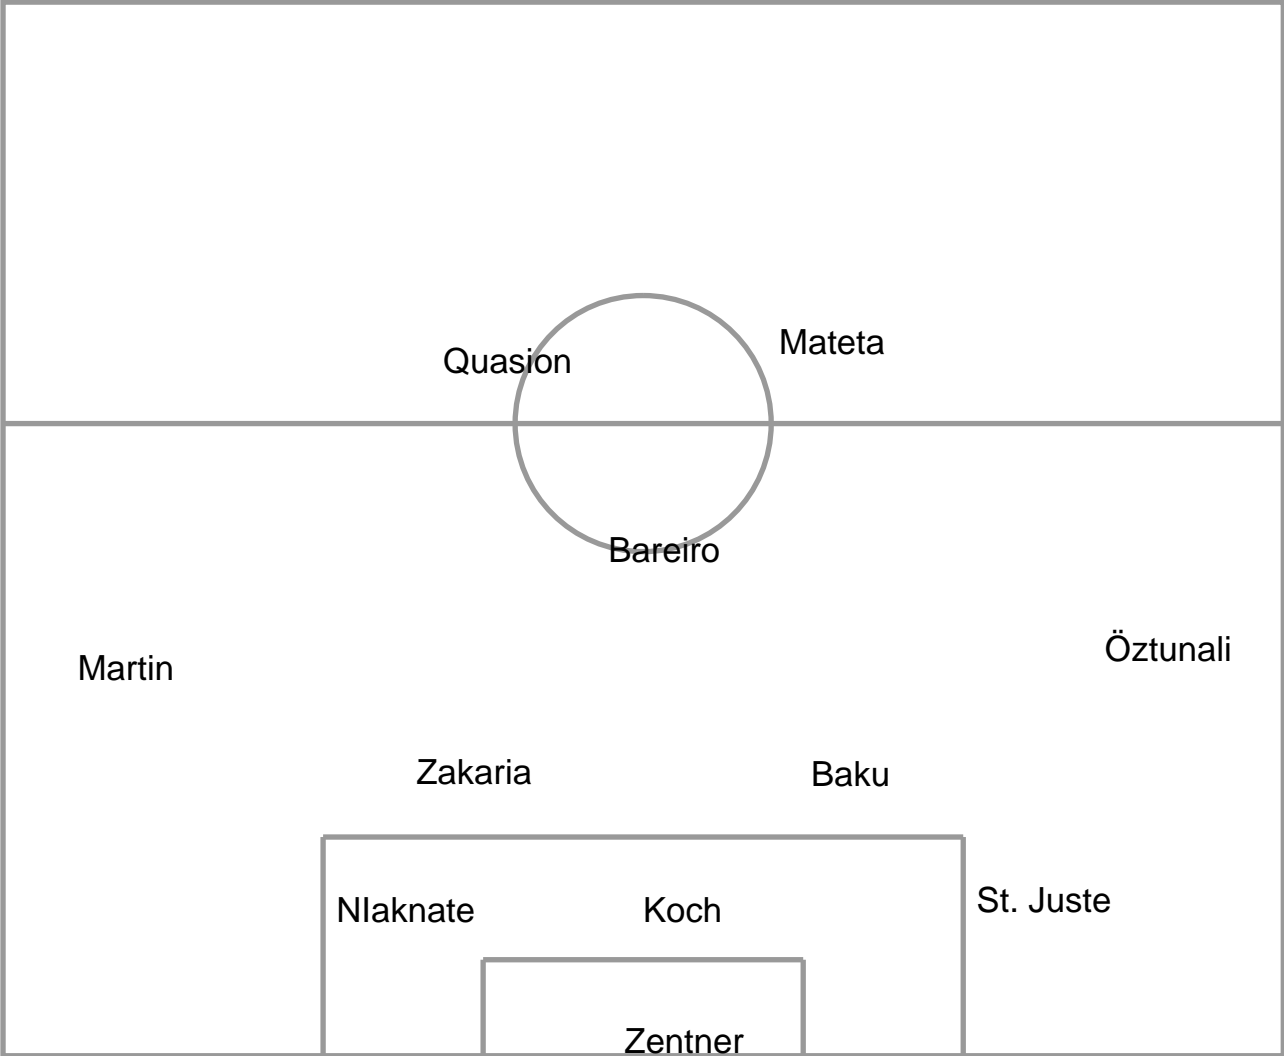 Mateta
Quasion
Bareiro
Öztunali
Martin
Zakaria
Baku
NIaknate
Koch
St. Juste
Zentner